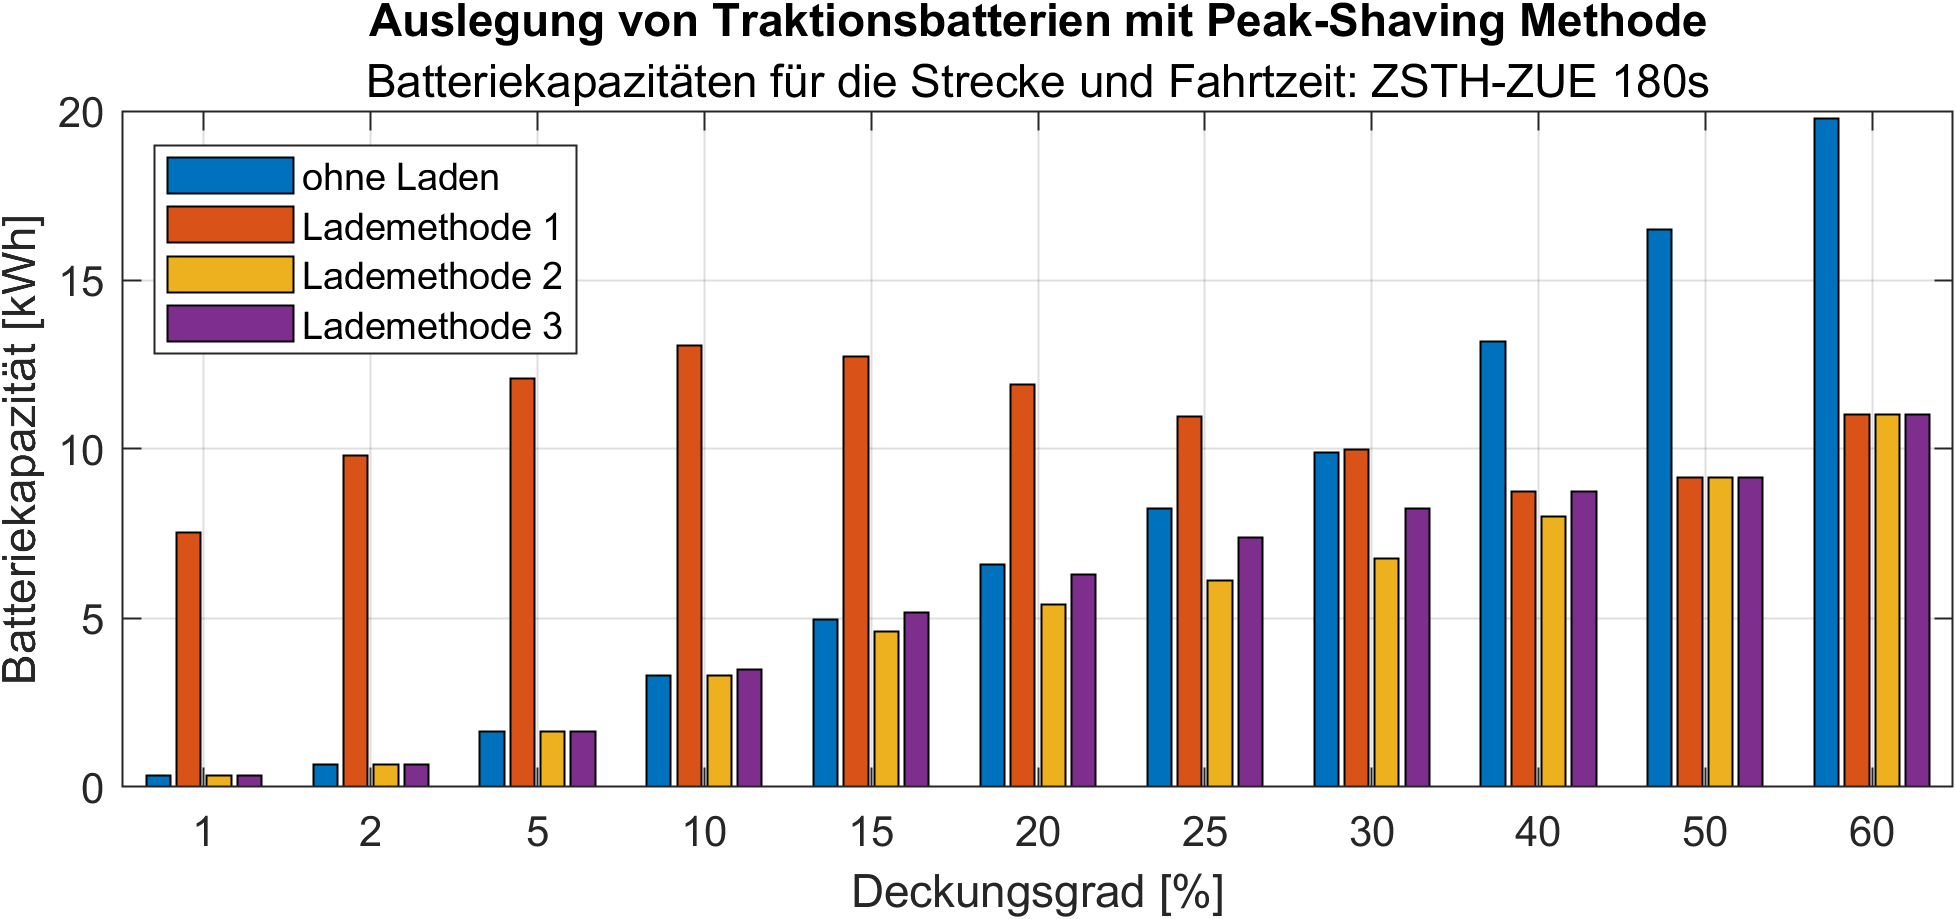 Auslegung von Traktionsbatterien mit Peak-Shaving Methode
Batteriekapazitäten für die Strecke und Fahrtzeit: ZSTH-ZUE 180s
Batteriekapazität [kWh]
20
15
10
5
0
ohne Laden
Lademethode 1
Lademethode 2
Lademethode 3
1 2 5 10 15 20 25 30 40 50 60
Deckungsgrad [%]